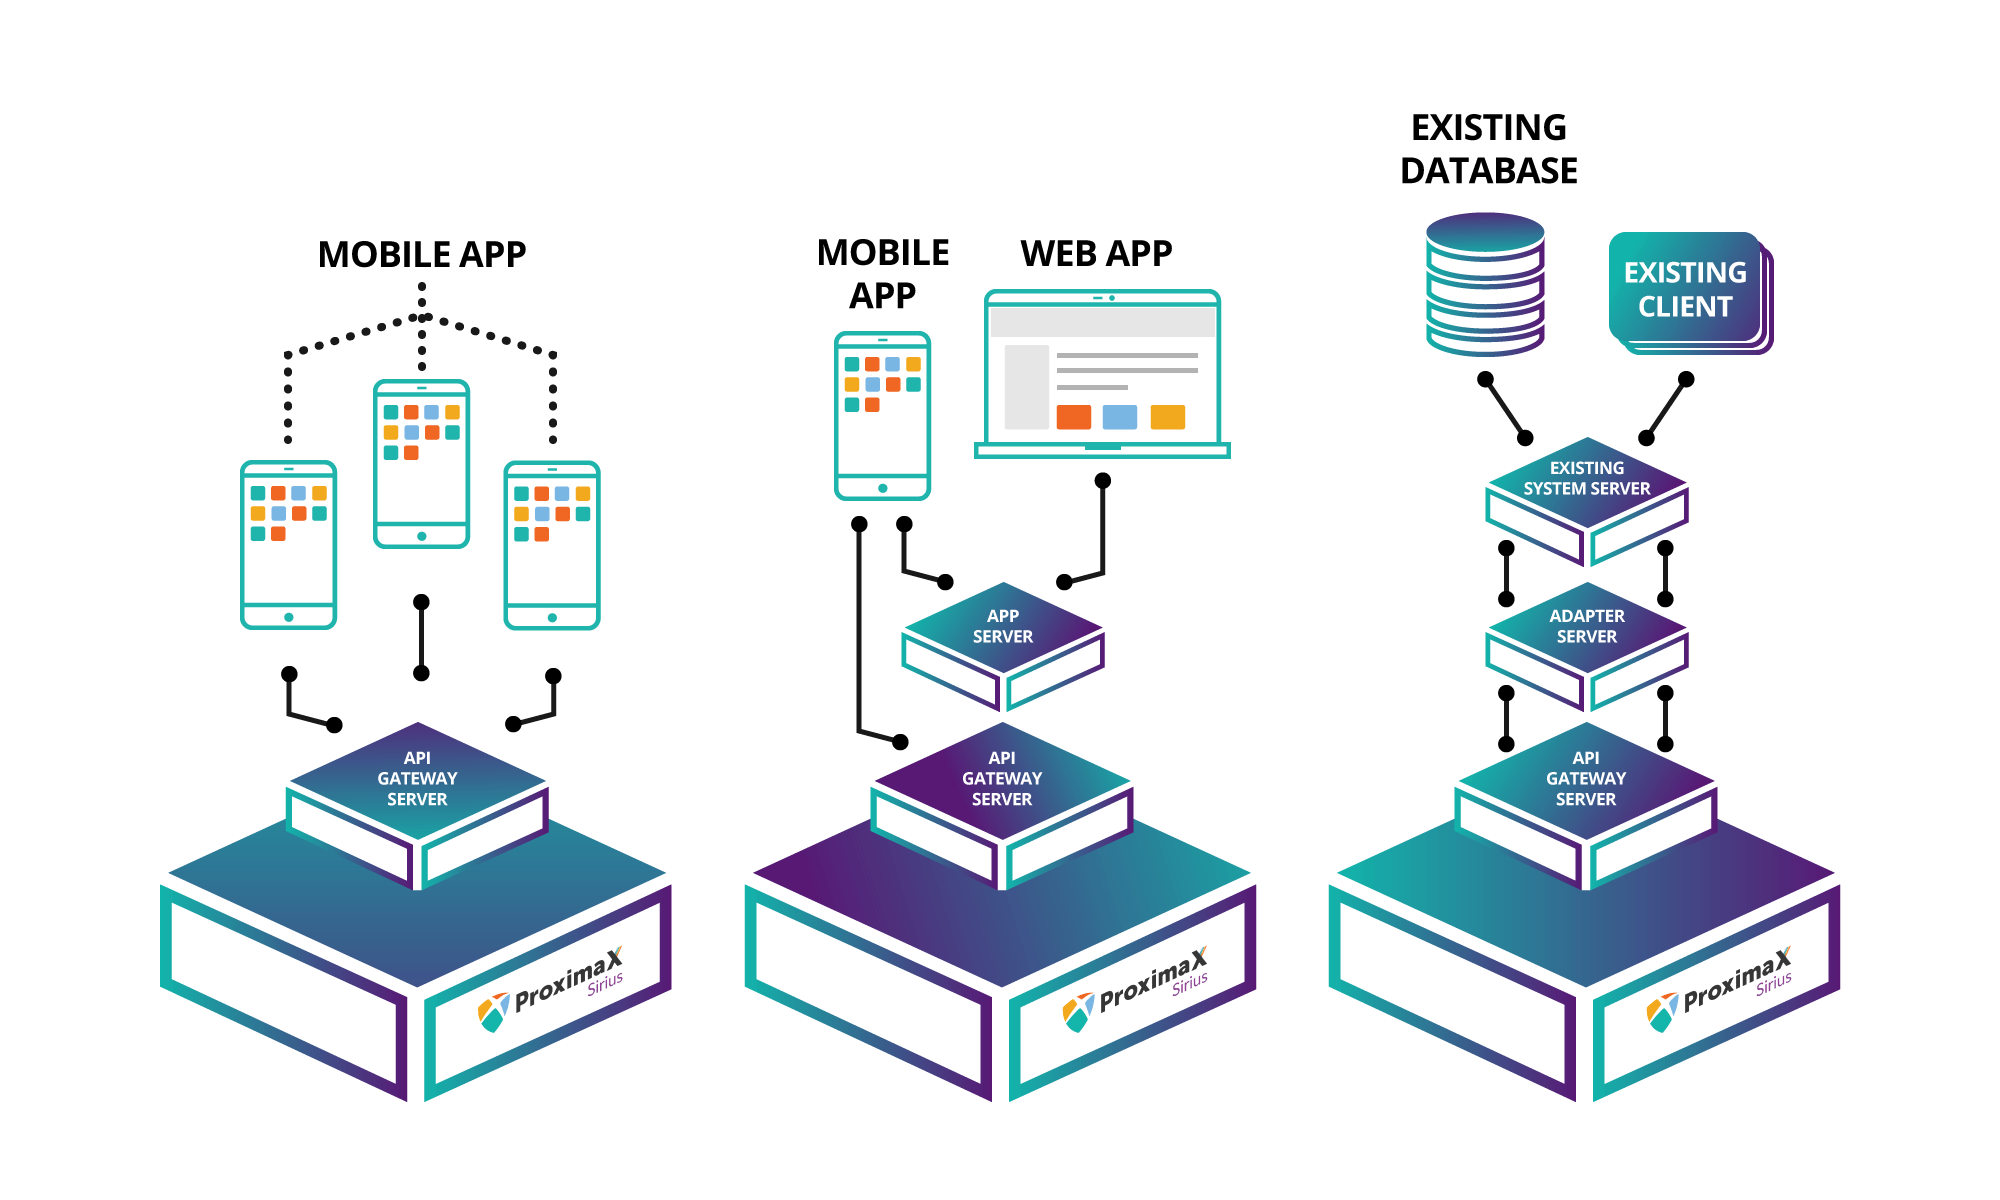 MOBILE APP
API
GATEWAY
SERVER
ProximaX
Sirius
MOBILE
APP
WEB APP
APP
SERVER
API
GATEWAY
SERVER
ProximaX
Sirius
EXISTING
DATABASE
EXISTING
CLIENT
EXISTING
SYSTEM SERVER
ADAPTER
SERVER
API
GATEWAY
SERVER
ProximaX
Sirius